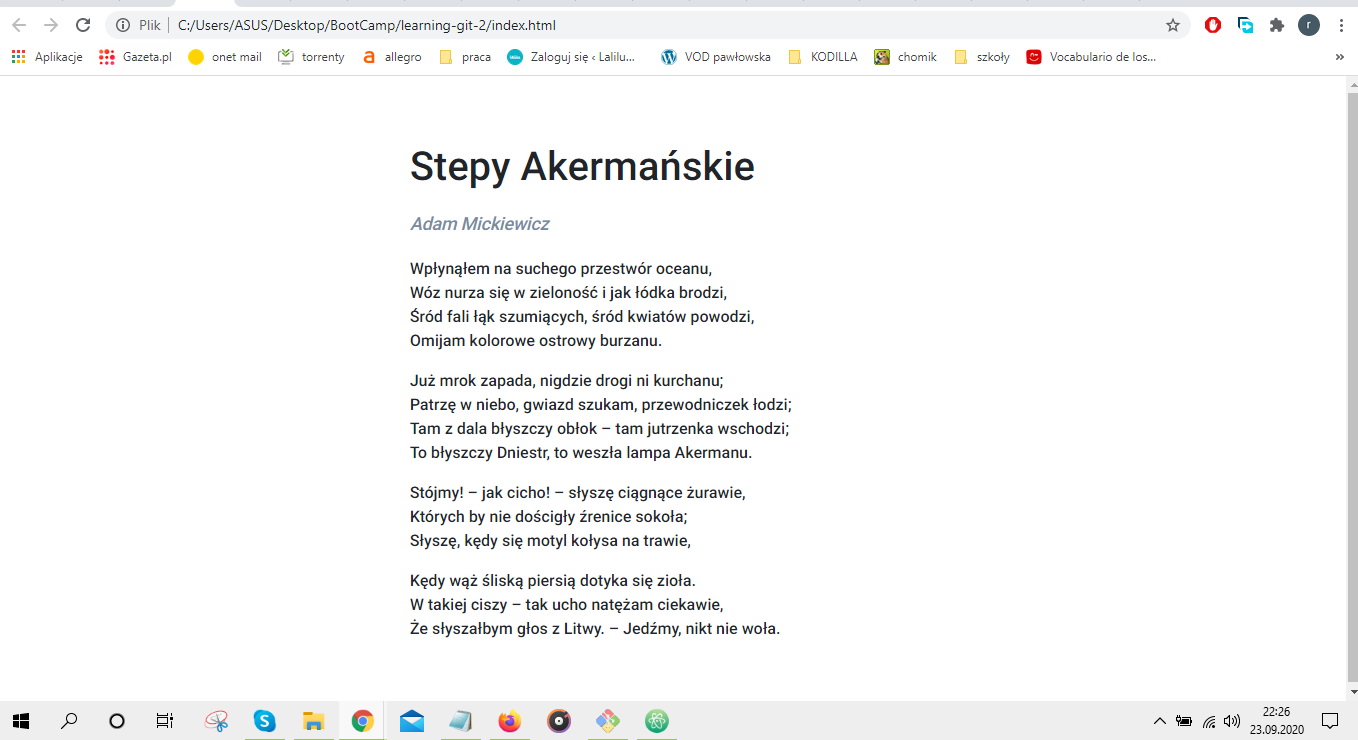 Plik
C:/Users/ASUS/Desktop/BootCamp/learning-git-2/index.html
r
Aplikacje
Gazeta.pl
onet mail
torrenty
a allegro
praca
Zaloguj się ‹ Lalilu...
VOD pawłowska
KODILLA
chomik
szkoły
Vocabulario de los...
»
Stepy Akermańskie
Adam Mickiewicz
Wpłynąłem na suchego przestwór oceanu,
Wóz nurza się w zieloność i jak łódka brodzi,
Śród fali łąk szumiących, śród kwiatów powodzi,
Omijam kolorowe ostrowy burzanu.
Już mrok zapada, nigdzie drogi ni kurchanu;
Patrzę w niebo, gwiazd szukam, przewodniczek łodzi;
Tam z dala błyszczy obłok – tam jutrzenka wschodzi;
To błyszczy Dniestr, to weszła lampa Akermanu.
Stójmy! – jak cicho! – słyszę ciągnące żurawie,
Których by nie dościgły źrenice sokoła;
Słyszę, kędy się motyl kołysa na trawie,
Kędy wąż śliską piersią dotyka się zioła.
W takiej ciszy – tak ucho natężam ciekawie,
Że słyszałbym głos z Litwy. – Jedźmy, nikt nie woła.
22:26
23.09.2020